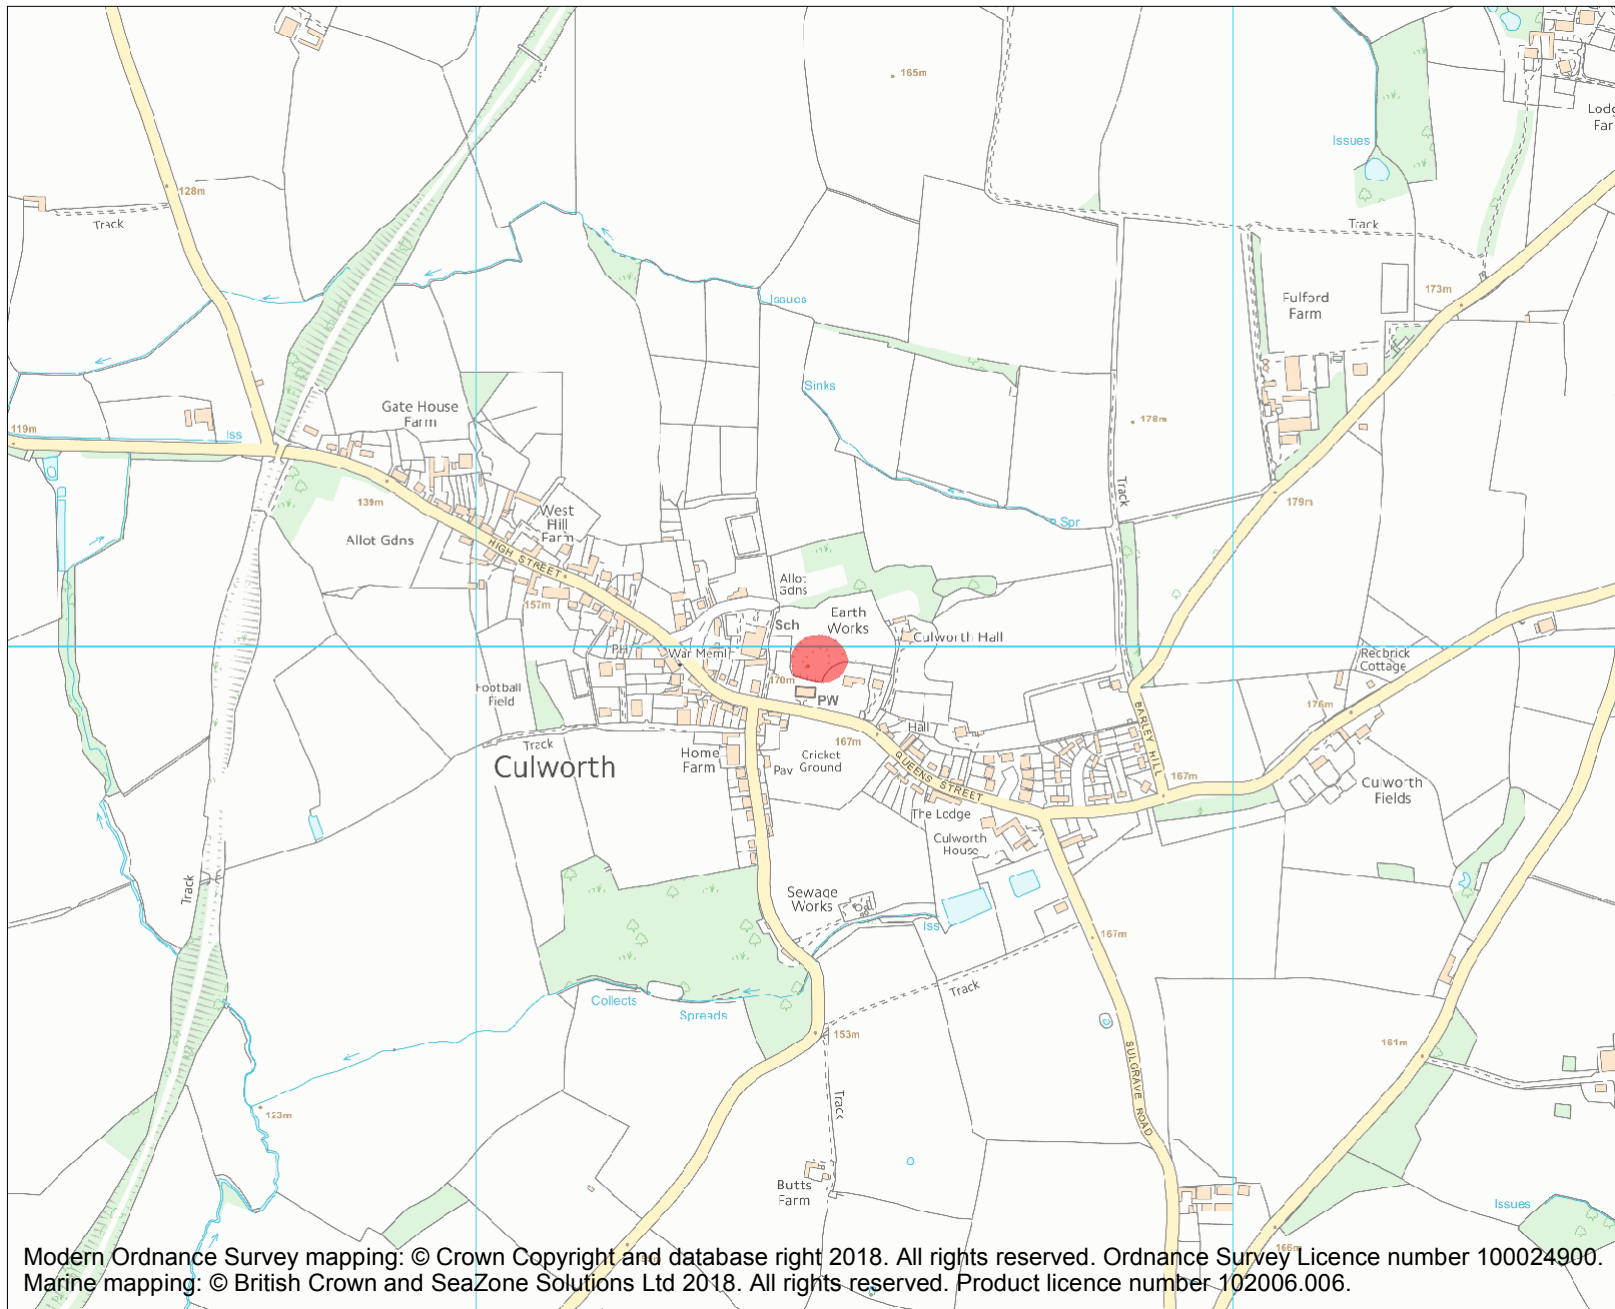 165m
Lod
Far
Issues
128m
Track
Track
Issues
173m
Fulford
Farm
Sinks
Gate House
Farm
178m
119m
Iss
Track
179m
139m
West
Hill
Farm
Spr
Allot Gdns
HIGH STREET
Allot
Gdns
157m
Earth
Works
Sch
Culworth Hall
PH
War Meml
Recbrick
Cottage
170m
Football
Field
PW
176m
BARLEY HILL
Hall
Track
167m
Home
Farm
Cricket
Ground
Culworth
Pav
QUEENS STREET
167m
Culworth
Fields
The Lodge
Culworth
House
Track
Sewage
Works
Iss
167m
Track
Collects
Spreads
153m
161m
SULGRAVE ROAD
123m
Track
Butts
Farm
Issues
166m
Modern Ordnance Survey mapping: © Crown Copyright and database right 2018. All rights reserved. Ordnance Survey Licence number 100024900.
Marine mapping: © British Crown and SeaZone Solutions Ltd 2018. All rights reserved. Product licence number 102006.006.